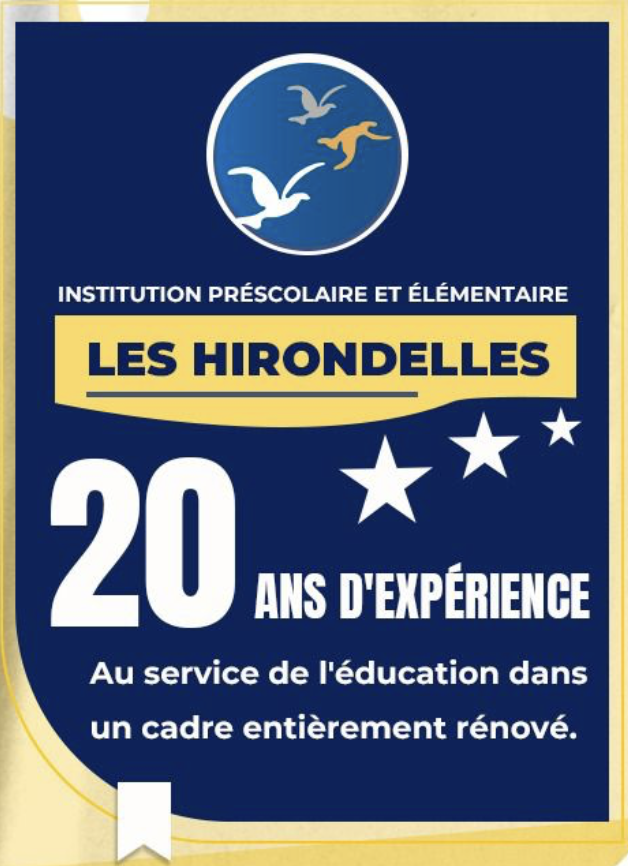 INSTITUTION PRÉSCOLAIRE ET ÉLÉMENTAIRE
LES HIRONDELLES
20 ANS D'EXPÉRIENCE
Au service de l'éducation dans
un cadre entièrement rénové.